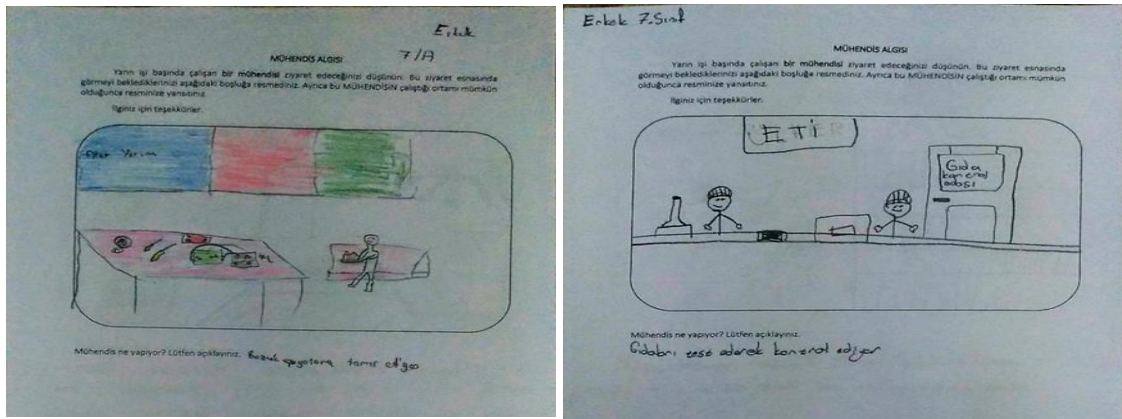 Erkek
7/A
MÜHENDİS ALGISI
Yarın işi başında çalışan bir mühendisi ziyaret edeceğinizi düşünün. Bu ziyaret esnasında
görmeyi beklediklerinizi aşağıdaki boşluğa resmediniz. Ayrıca bu MÜHENDİSİN çalıştığı ortamı mümkün
olduğunca resminize yansıtınız.
İlginiz için teşekkürler.
Mühendis ne yapıyor? Lütfen açıklayınız. Bozuk tamir
Erkek 7.Sınıf
MÜHENDİS ALGISI
Yarın işi başında çalışan bir mühendisi ziyaret edeceğinizi düşünün. Bu ziyaret esnasında
görmeyi beklediklerinizi aşağıdaki boşluğa resmediniz. Ayrıca bu MÜHENDİSİN çalıştığı ortamı mümkün
olduğunca resminize yansıtınız.
İlginiz için teşekkürler.
Gıda
kontrol
odası
Mühendis ne yapıyor? Lütfen açıklayınız.
Gıdaları test ederek kontrol ediyor